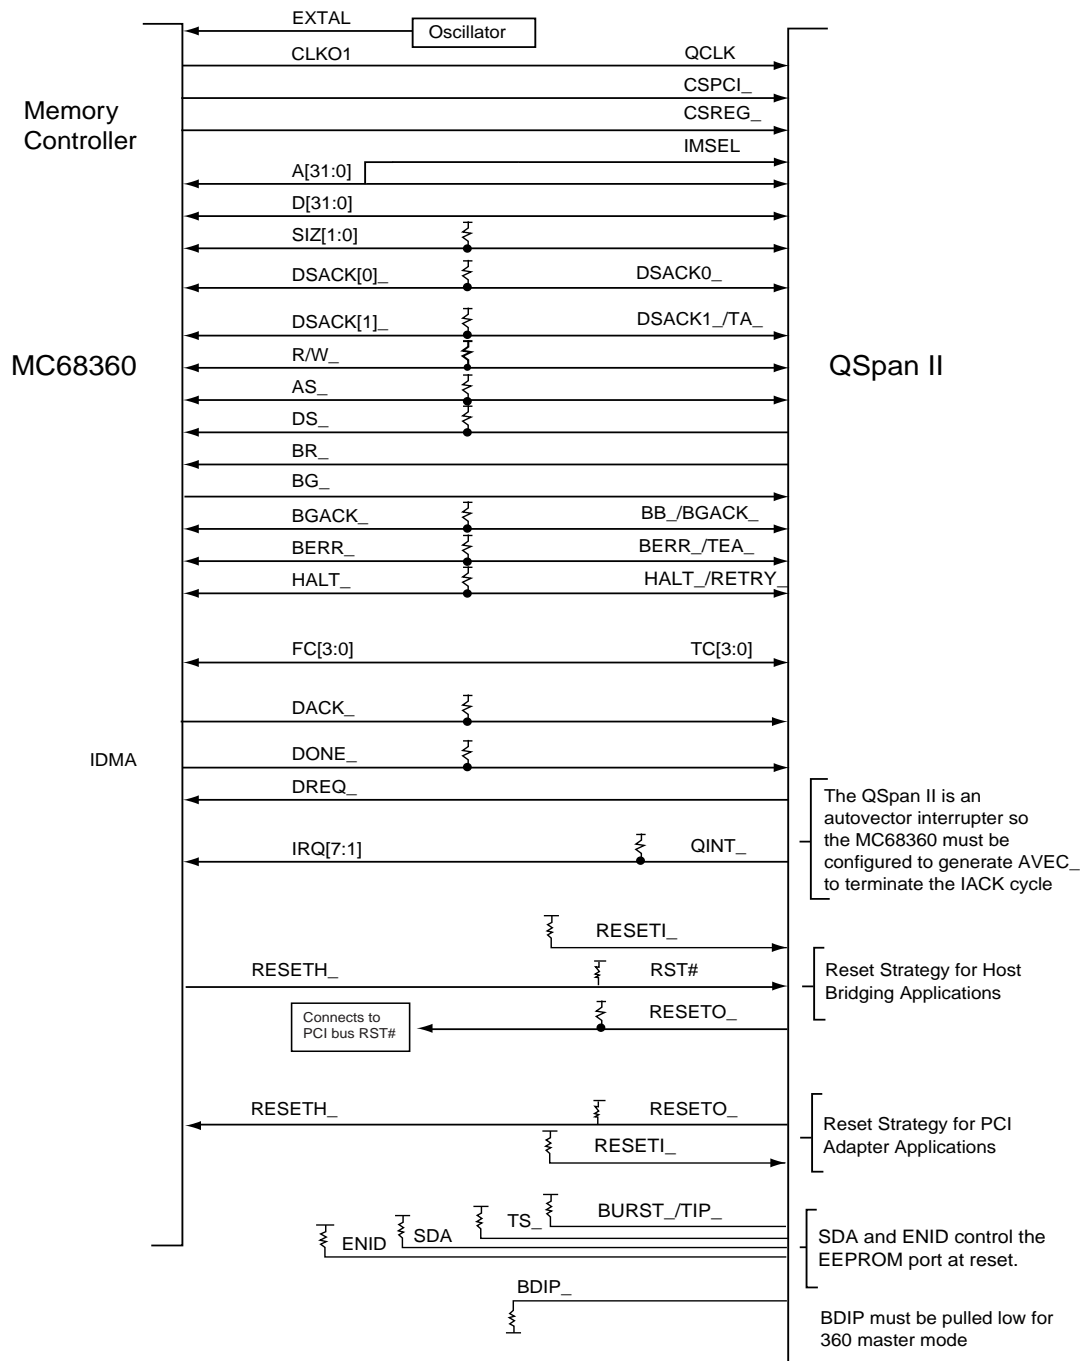 EXTAL
Oscillator
CLKO1 QCLK
CSPCI_
Memory
Controller
CSREG_
IMSEL
A[31:0]
D[31:0]
SIZ[1:0]
DSACK[0]_ DSACK0_
DSACK[1]_ DSACK1_/TA_
R/W_
MC68360
QSpan II
AS_
DS_
BR_
BG_
BGACK_ BB_/BGACK_
BERR_ BERR_/TEA_
HALT_ HALT_/RETRY_
FC[3:0] TC[3:0]
DACK_
IDMA
DONE_
DREQ_
The QSpan II is an
autovector interrupter so
the MC68360 must be
configured to generate AVEC_
to terminate the IACK cycle
IRQ[7:1] QINT_
RESETI_
RESETH_ RST#
Reset Strategy for Host
Bridging Applications
Connects to
PCI bus RST#
RESETO_
RESETH_ RESETO_
Reset Strategy for PCI
Adapter Applications
RESETI_
BURST_/TIP_
TS_
SDA
ENID
SDA and ENID control the
EEPROM port at reset.
BDIP_
BDIP must be pulled low for
360 master mode